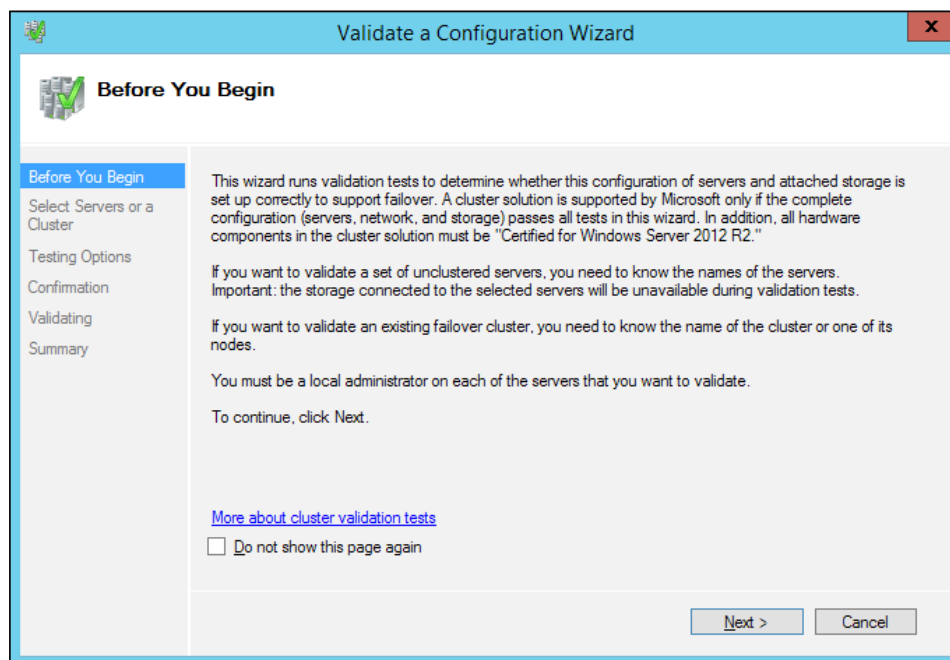 Validate a Configuration Wizard
x
Before You Begin
Before You Begin
Select Servers or a
Cluster
Testing Options
Confirmation
Validating
Summary
This wizard runs validation tests to determine whether this configuration of servers and attached storage is
set up correctly to support failover. A cluster solution is supported by Microsoft only if the complete
configuration (servers, network, and storage) passes all tests in this wizard. In addition, all hardware
components in the cluster solution must be "Certified for Windows Server 2012 R2."
If you want to validate a set of unclustered servers, you need to know the names of the servers.
Important: the storage connected to the selected servers will be unavailable during validation tests.
If you want to validate an existing failover cluster, you need to know the name of the cluster or one of its
nodes.
You must be a local administrator on each of the servers that you want to validate.
To continue, click Next.
More about cluster validation tests
Do not show this page again
Next >
Cancel